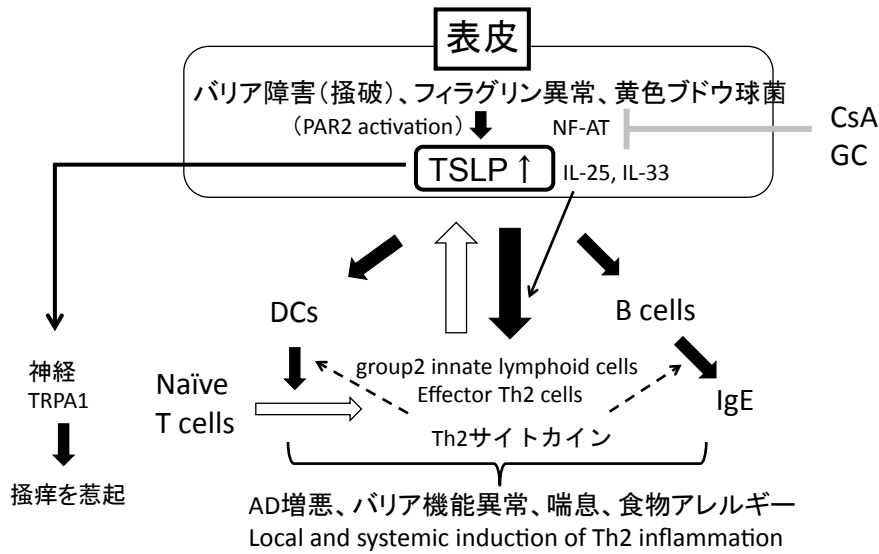 表皮
バリア障害（掻破）、フィラグリン異常、黄色ブドウ球菌
（PAR2 activation）
NF-AT
CsA
GC
TSLP ↑
IL-25, IL-33
DCs
B cells
group2 innate lymphoid cells
Effector Th2 cells
Naïve
T cells
IgE
Th2サイトカイン
神経
TRPA1
掻痒を惹起
AD増悪、バリア機能異常、喘息、食物アレルギー
Local and systemic induction of Th2 inflammation